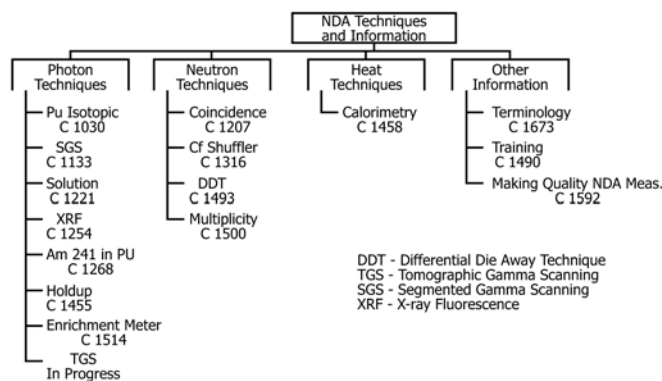 NDA Techniques
and Information
Photon
Techniques
Pu Isotopic
C 1030
SGS
C 1133
Solution
C 1221
XRF
C 1254
Am 241 in PU
C 1268
Holdup
C 1455
Enrichment Meter
C 1514
TGS
In Progress
Neutron
Techniques
Coincidence
C 1207
Cf Shuffler
C 1316
DDT
C 1493
Multiplicity
C 1500
Heat
Techniques
Calorimetry
C 1458
Other
Information
Terminology
C 1673
Training
C 1490
Making Quality NDA Meas.
C 1592
DDT - Differential Die Away Technique
TGS - Tomographic Gamma Scanning
SGS - Segmented Gamma Scanning
XRF - X-ray Fluorescence